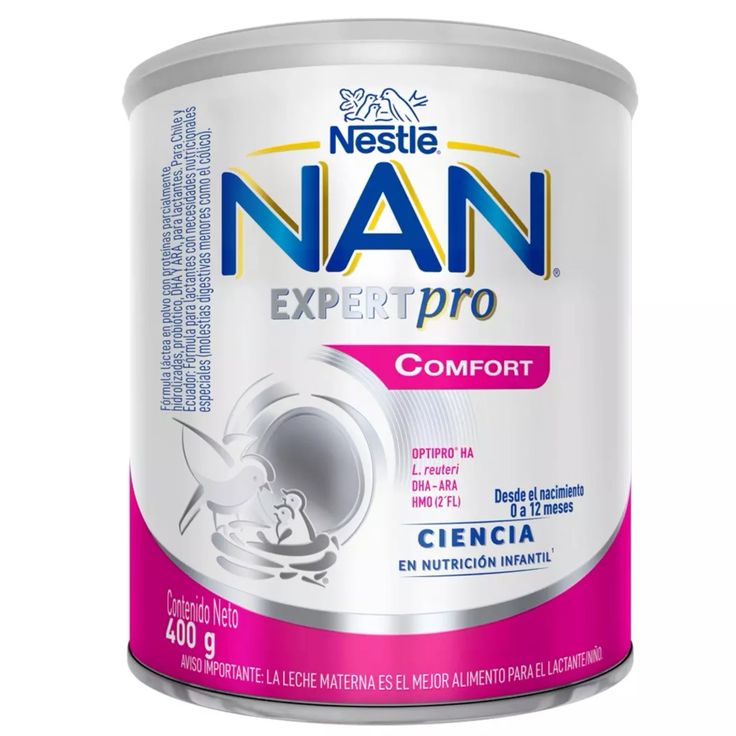 Nestlé
NAN®
EXPERTpro
COMFORT
Fórmula láctea en polvo con proteínas parcialmente
hidrolizadas, probiótico, DHA Y ARA, para lactantes. Para Chile y
Ecuador: Fórmula para lactantes con necesidades nutricionales
especiales (molestias digestivas menores como el cólico).
OPTIPRO® HA
L. reuteri
DHA - ARA
HMO (2´FL)
Desde el nacimiento
0 a 12 meses
CIENCIA
EN NUTRICIÓN INFANTIL¹
Contenido Neto
400 g
AVISO IMPORTANTE: LA LECHE MATERNA ES EL MEJOR ALIMENTO PARA EL LACTANTE/NIÑO.